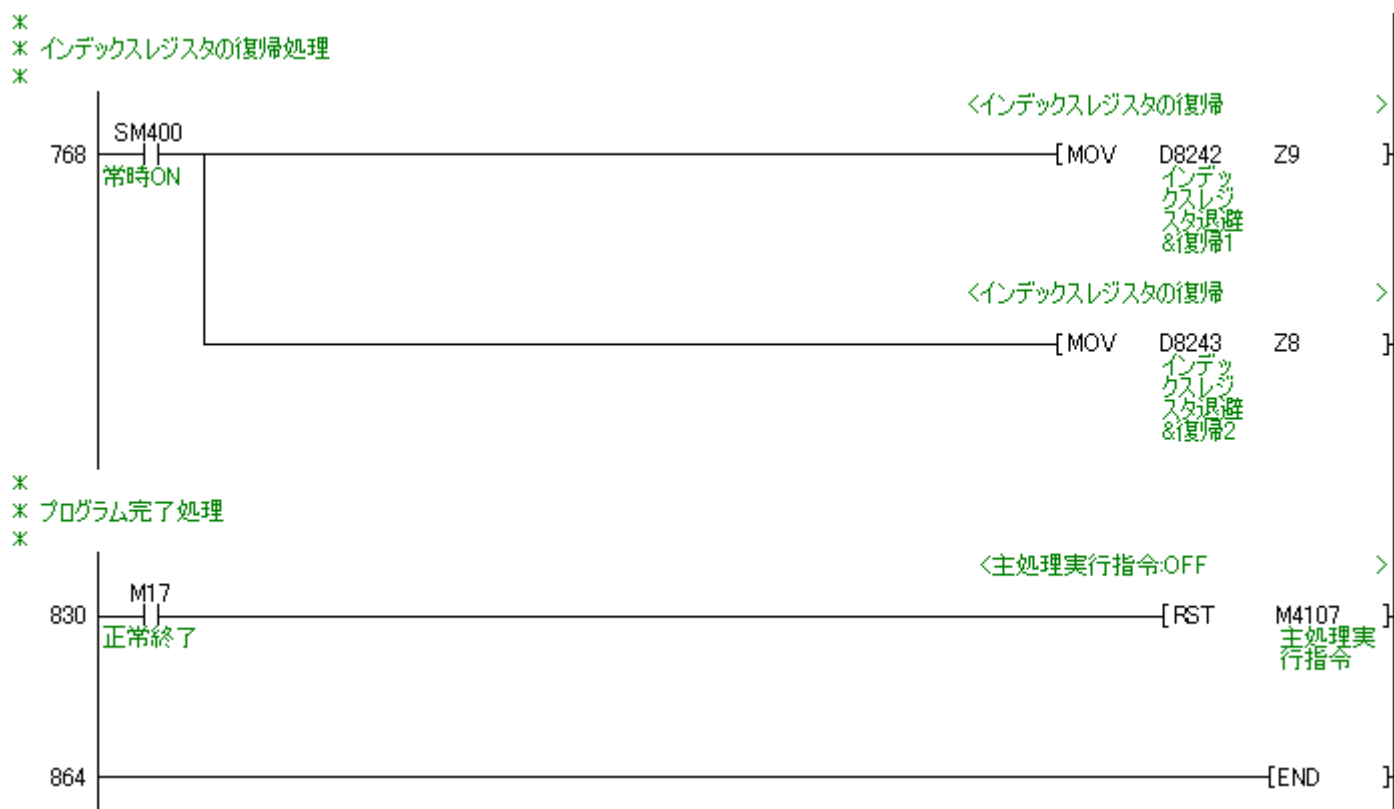 *
* インデックスレジスタの復帰処理
*
<インデックスレジスタの復帰 >
SM400
768 [ MOV D8242 Z9 ]
常時ON
インデッ
クスレジ
スタ退避
&復帰1
<インデックスレジスタの復帰 >
[ MOV D8243 Z8 ]
インデッ
クスレジ
スタ退避
&復帰2
*
* プログラム完了処理
*
<主処理実行指令:OFF >
M17
830 [ RST M4107 ]
正常終了
主処理実
行指令
864 [END ]